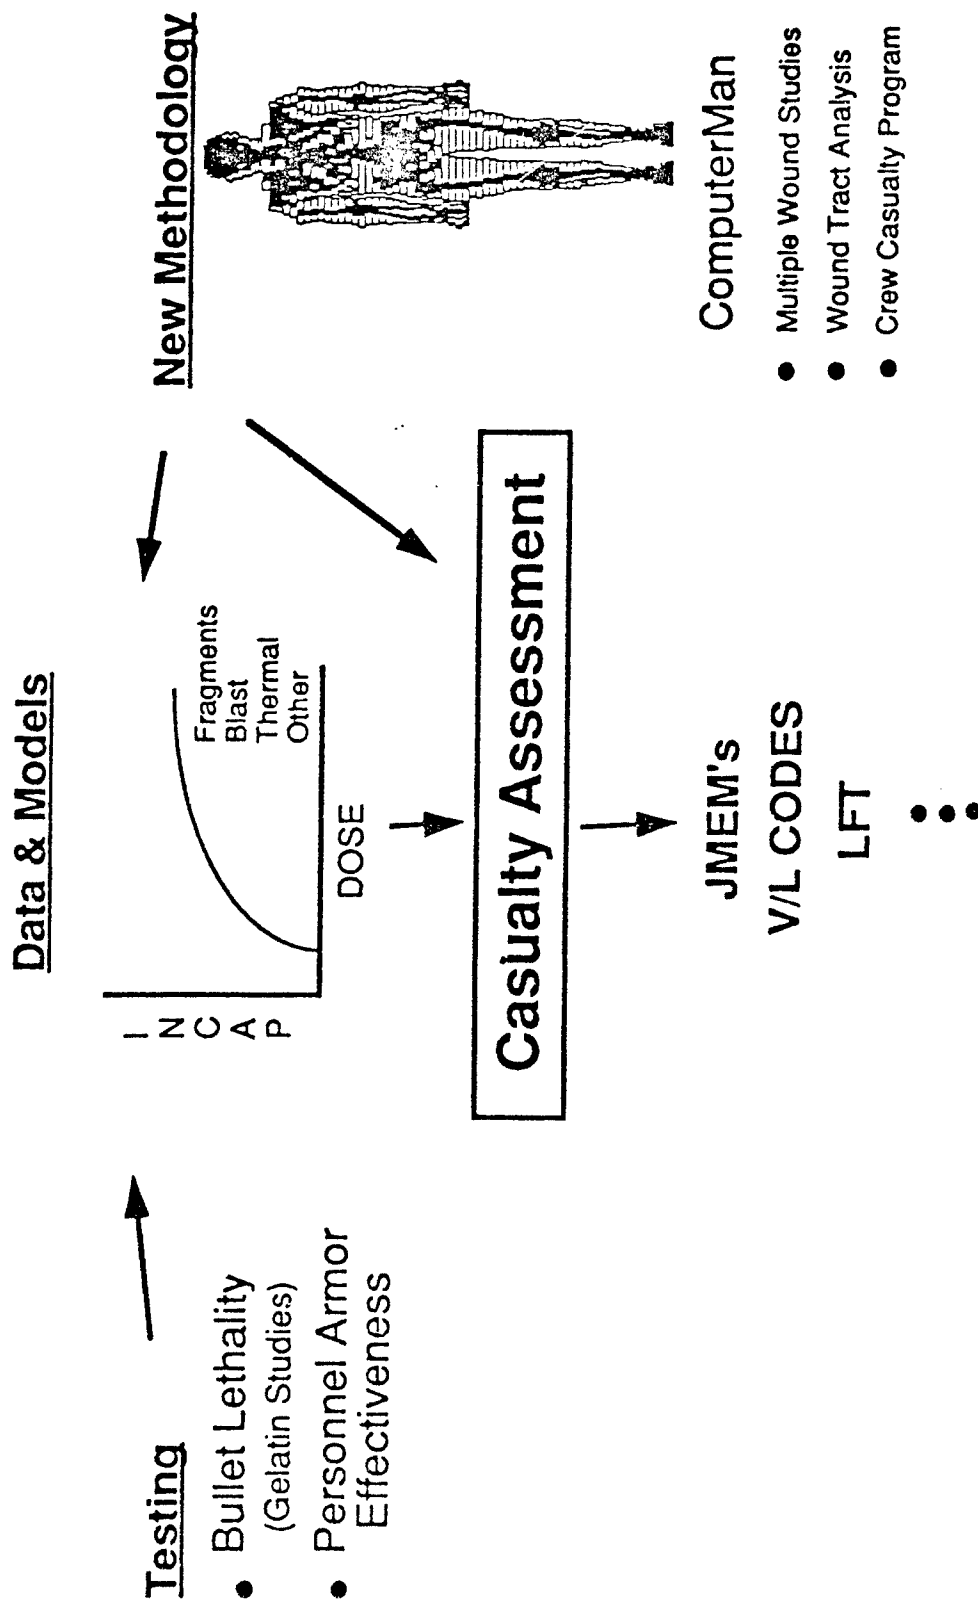 Testing
● Bullet Lethality
(Gelatin Studies)
● Personnel Armor
Effectiveness
Data & Models
I
N
C
A
P
Fragments
Blast
Thermal
Other
DOSE
New Methodology
ComputerMan
● Multiple Wound Studies
● Wound Tract Analysis
● Crew Casualty Program
Casualty Assessment
JMEM's
V/L CODES
LFT